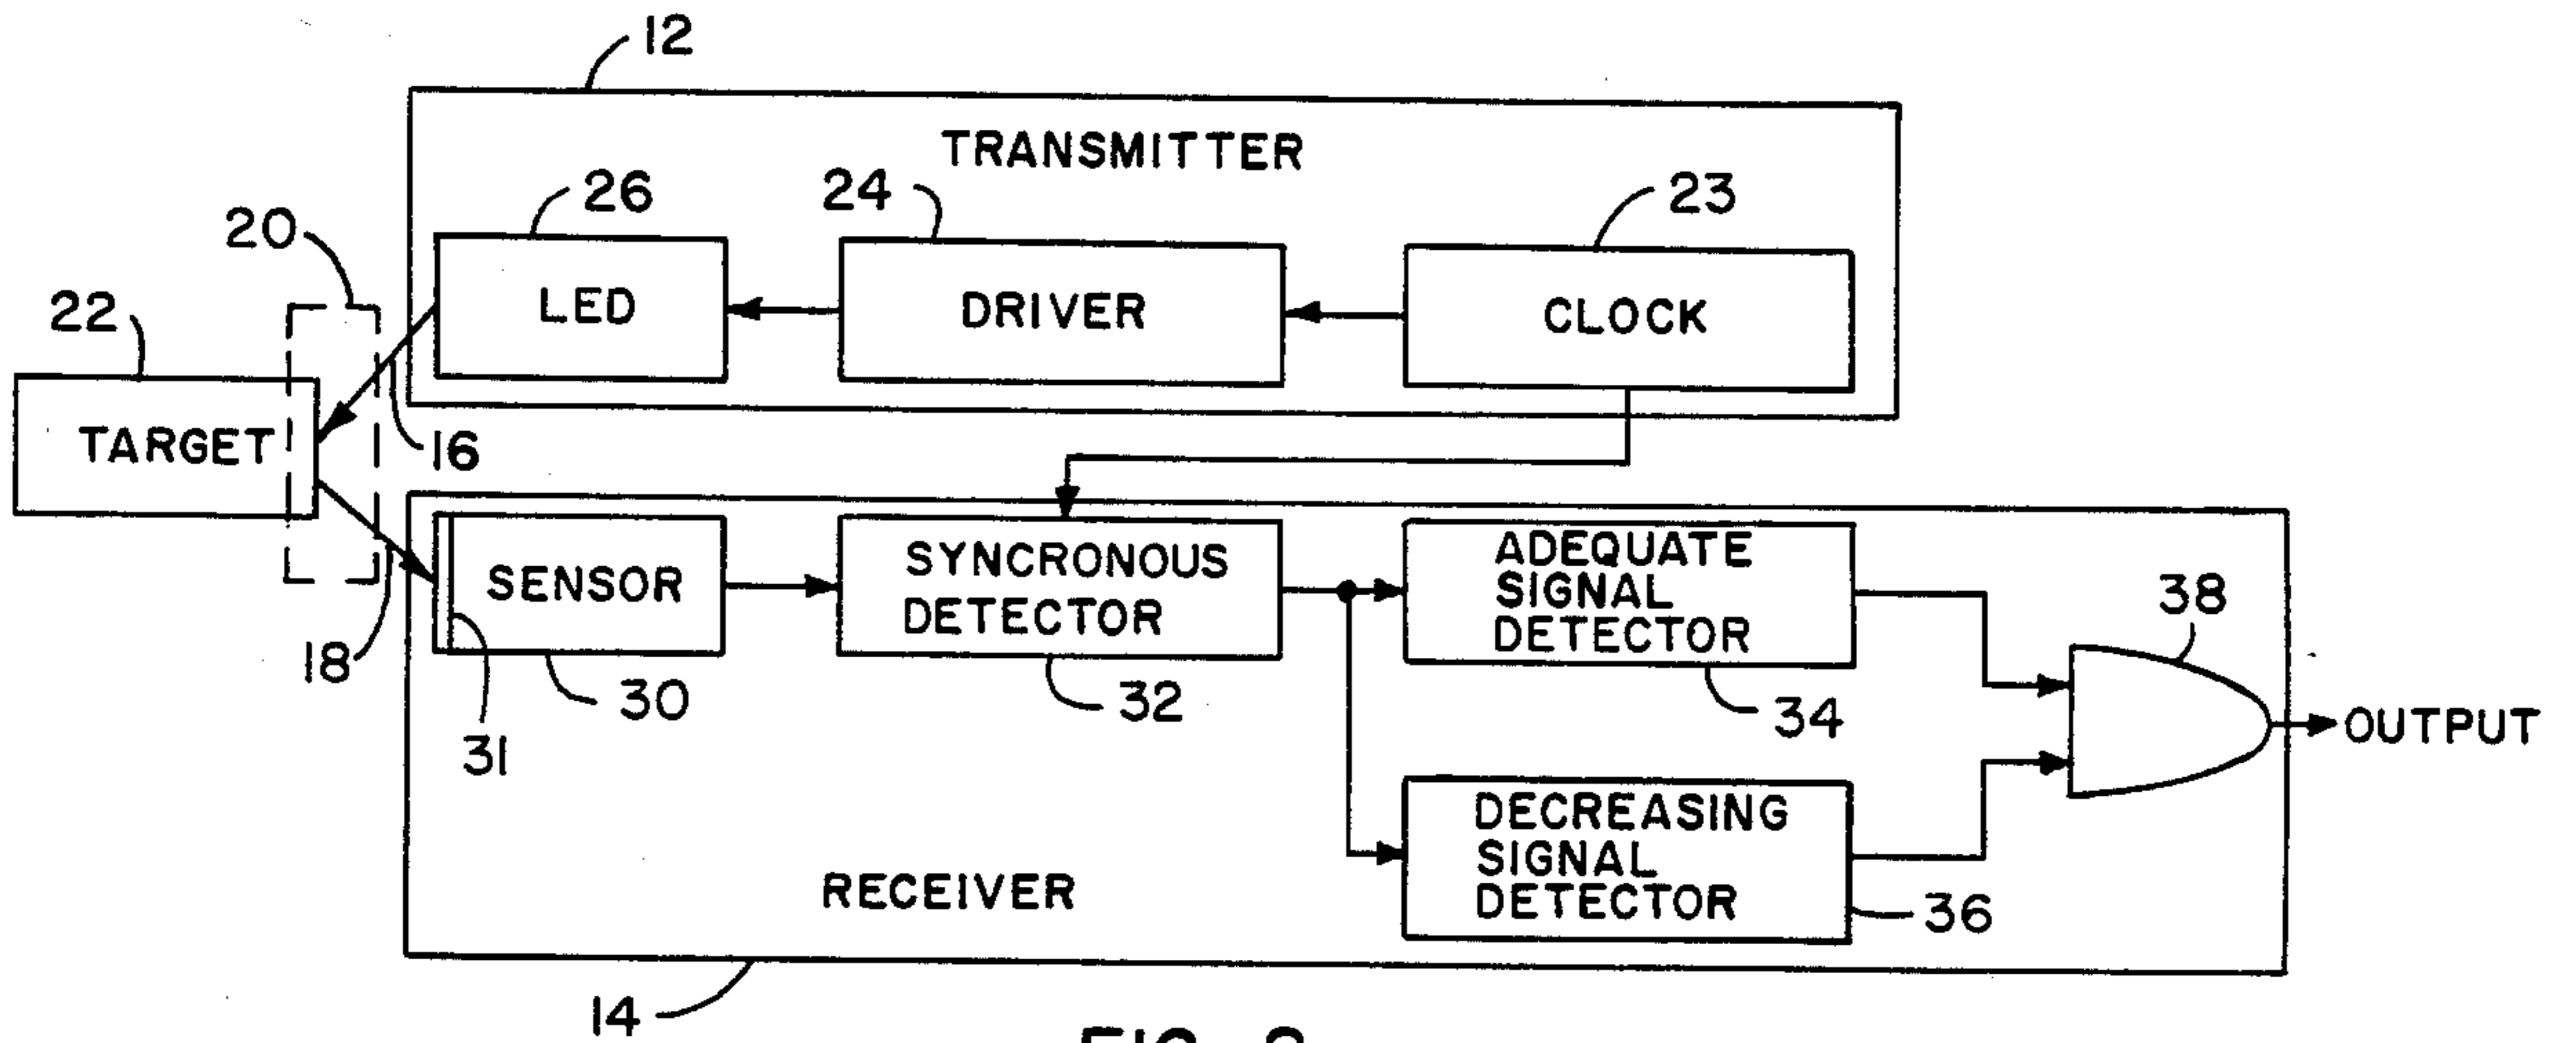 12
TRANSMITTER
26
24
23
20
22
LED
DRIVER
CLOCK
TARGET
16
SENSOR
SYNCRONOUS
DETECTOR
ADEQUATE
SIGNAL
DETECTOR
38
18
31
30
32
34
OUTPUT
DECREASING
SIGNAL
DETECTOR
36
RECEIVER
14